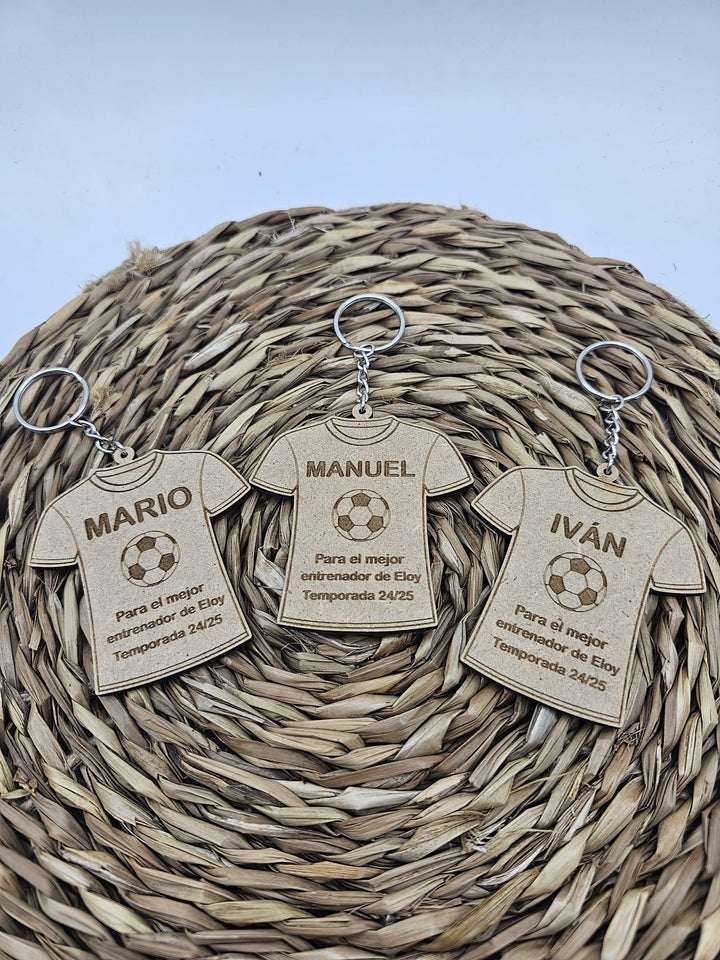 MARIO
Para el mejor
entrenador de Eloy
Temporada 24/25
MANUEL
Para el mejor
entrenador de Eloy
Temporada 24/25
IVÁN
Para el mejor
entrenador de Eloy
Temporada 24/25